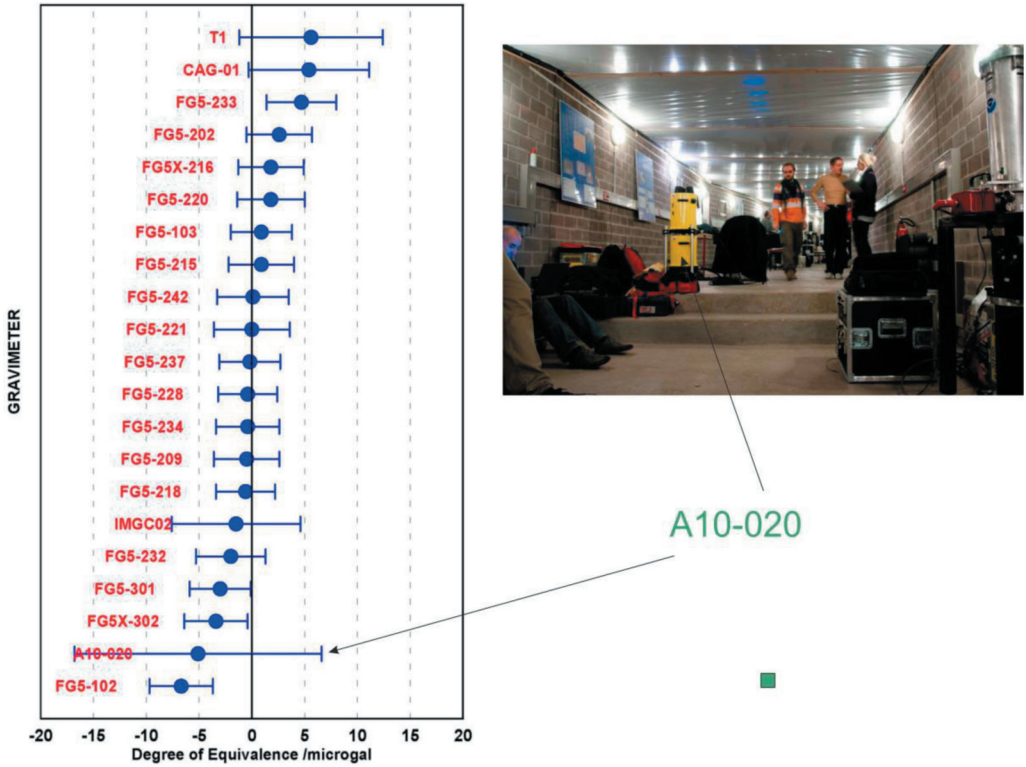 T1
CAG-01
FG5-233
FG5-202
FG5X-216
FG5-220
FG5-103
FG5-215
FG5-242
FG5-221
FG5-237
FG5-228
FG5-234
FG5-209
FG5-218
IMGC02
FG5-232
FG5-301
FG5X-302
A10-020
FG5-102
GRAVIMETER
-20 -15 -10 -5 0 5 10 15 20
Degree of Equivalence /microgal
A10-020